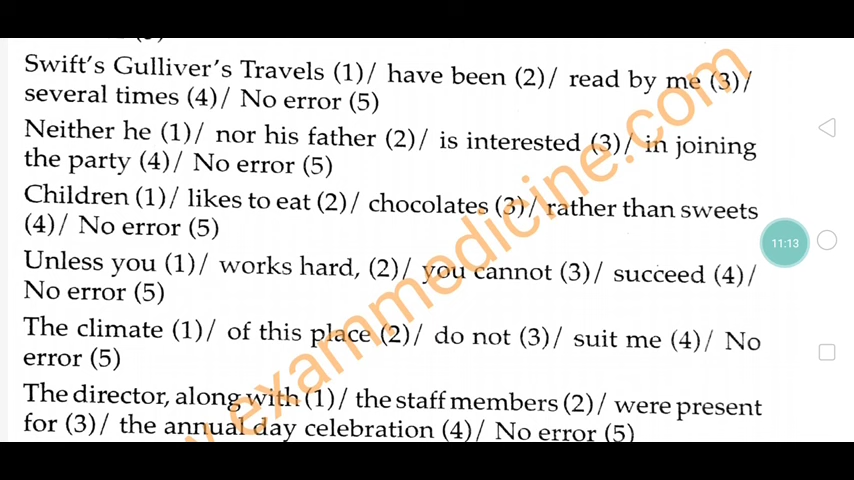 Swift's Gulliver's Travels (1)/ have been (2)/ read by me (3)/
several times (4)/ No error (5)
Neither he (1)/ nor his father (2)/ is interested (3)/ in joining
the party (4)/ No error (5)
Children (1)/ likes to eat (2)/ chocolates (3)/ rather than sweets
(4)/ No error (5)
Unless you (1)/ works hard, (2)/ you cannot (3)/ succeed (4)/
No error (5)
The climate (1)/ of this place (2)/ do not (3)/ suit me (4)/ No
error (5)
The director, along with (1)/ the staff members (2)/ were present
for (3)/ the annual day celebration (4)/ No error (5)
.exammedicine.com
11:13